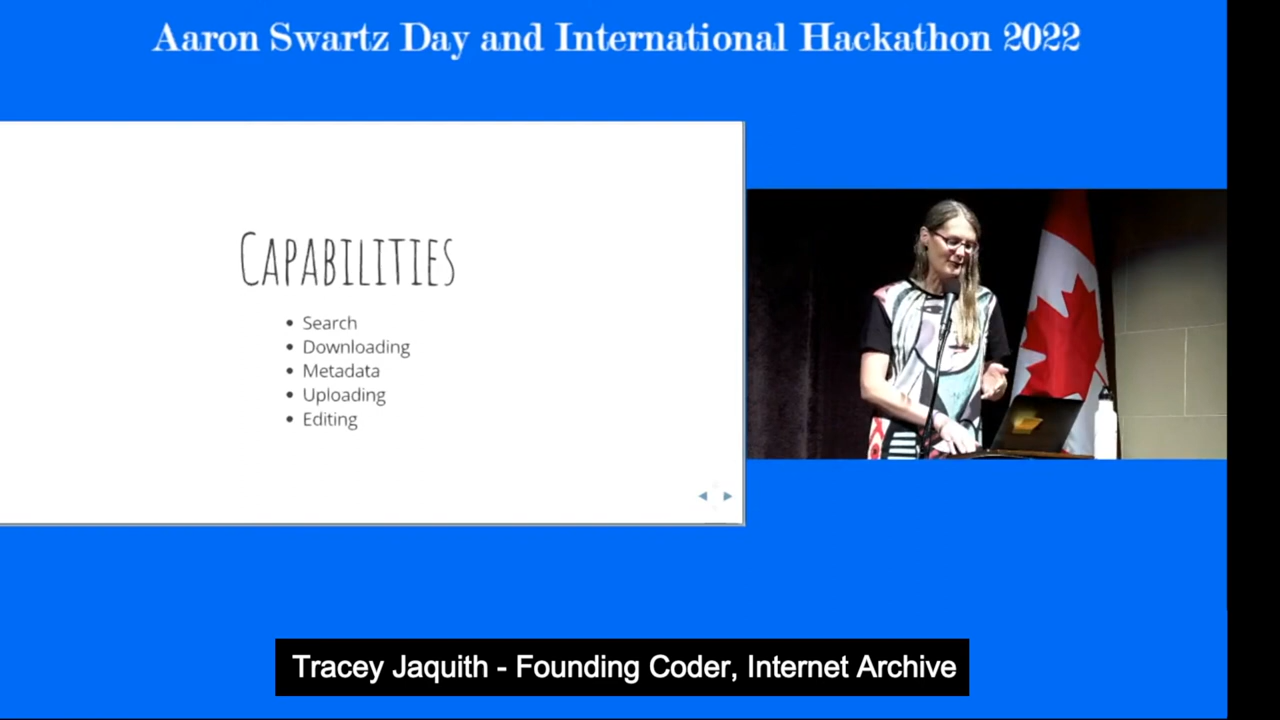 Aaron Swartz Day and International Hackathon 2022
CAPABILITIES
• Search
• Downloading
• Metadata
• Uploading
• Editing
Tracey Jaquith - Founding Coder, Internet Archive